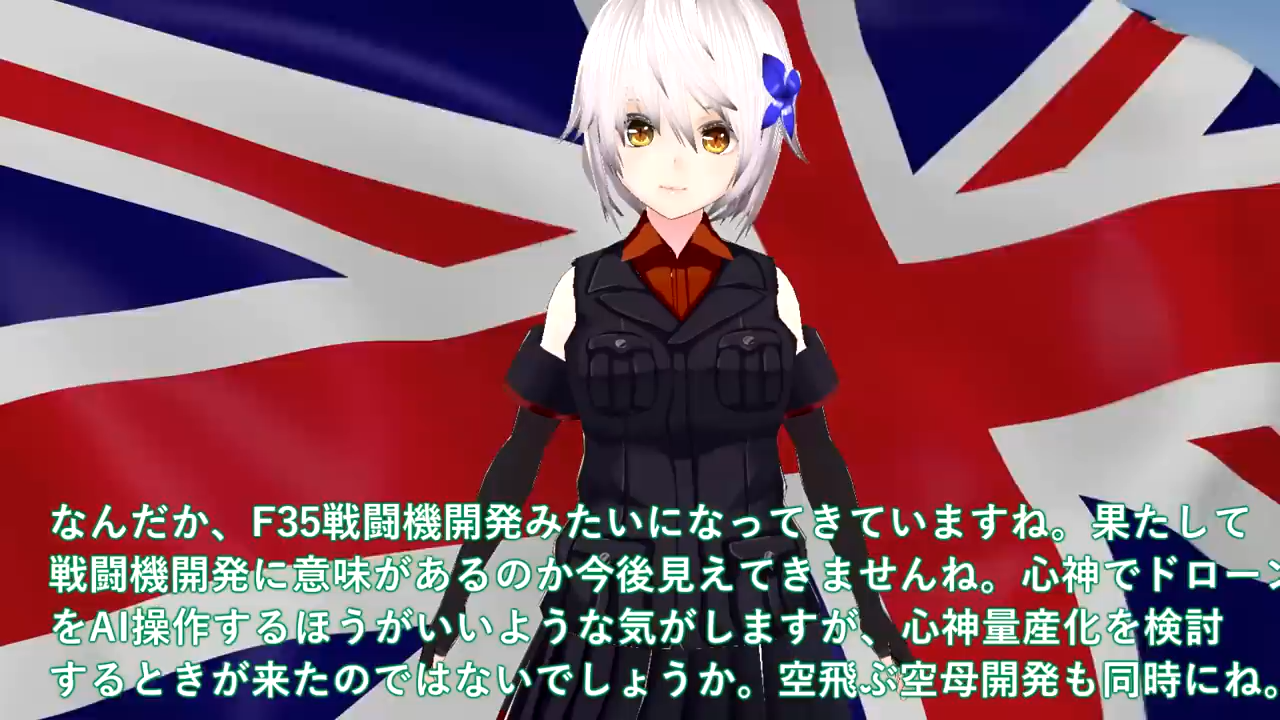 なんだか、F35戦闘機開発みたいになってきていますね。果たして
戦闘機開発に意味があるのか今後見えてきませんね。心神でドローン
をAI操作するほうがいいような気がしますが、心神量産化を検討
するときが来たのではないでしょうか。空飛ぶ空母開発も同時にね。